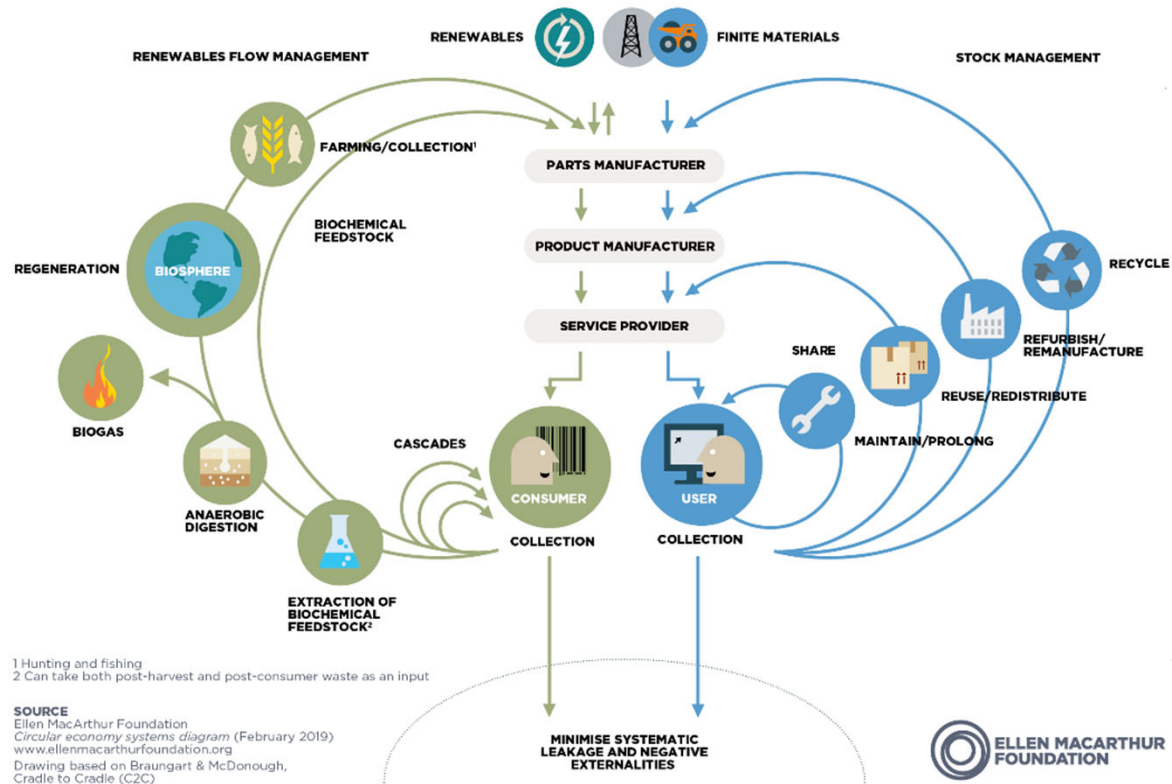 RENEWABLES
FINITE MATERIALS
RENEWABLES FLOW MANAGEMENT
STOCK MANAGEMENT
FARMING/COLLECTION¹
PARTS MANUFACTURER
BIOCHEMICAL
FEEDSTOCK
PRODUCT MANUFACTURER
REGENERATION
BIOSPHERE
RECYCLE
SERVICE PROVIDER
SHARE
REFURBISH/
REMANUFACTURE
REUSE/REDISTRIBUTE
BIOGAS
CASCADES
MAINTAIN/PROLONG
CONSUMER
USER
ANAEROBIC
DIGESTION
COLLECTION
COLLECTION
EXTRACTION OF
BIOCHEMICAL
FEEDSTOCK²
1 Hunting and fishing
2 Can take both post-harvest and post-consumer waste as an input
SOURCE
Ellen MacArthur Foundation
Circular economy systems diagram (February 2019)
www.ellenmacarthurfoundation.org
Drawing based on Braungart & McDonough,
Cradle to Cradle (C2C)
MINIMISE SYSTEMATIC
LEAKAGE AND NEGATIVE
EXTERNALITIES
ELLEN MACARTHUR
FOUNDATION